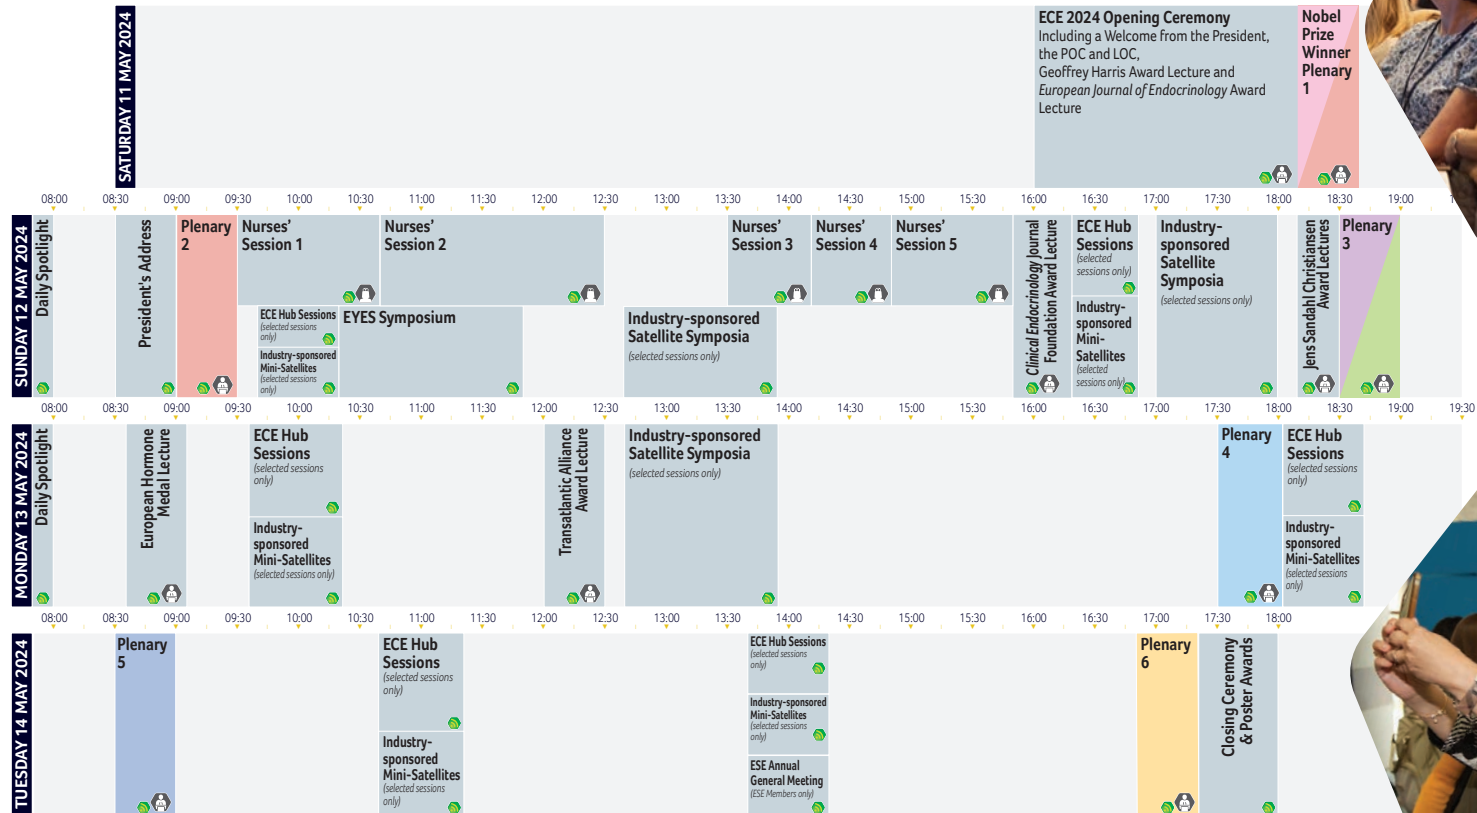 SATURDAY 11 MAY 2024
ECE 2024 Opening Ceremony
Including a Welcome from the President,
the POC and LOC,
Geoffrey Harris Award Lecture and
European Journal of Endocrinology Award
Lecture
Nobel
Prize
Winner
Plenary
1
08:00 08:30 09:00 09:30 10:00 10:30 11:00 11:30 12:00 12:30 13:00 13:30 14:00 14:30 15:00 15:30 16:00 16:30 17:00 17:30 18:00 18:30 19:00
SUNDAY 12 MAY 2024
Daily Spotlight
President's Address
Plenary
2
Nurses'
Session 1
Nurses'
Session 2
ECE Hub Sessions
(selected sessions
only)
Industry-sponsored
Mini-Satellites
(selected sessions
only)
EYES Symposium
Industry-sponsored
Satellite Symposia
(selected sessions only)
Nurses'
Session 3
Nurses'
Session 4
Nurses'
Session 5
Clinical Endocrinology Journal
Foundation Award Lecture
ECE Hub
Sessions
(selected
sessions only)
Industry-
sponsored
Mini-
Satellites
(selected
sessions only)
Industry-
sponsored
Satellite
Symposia
(selected sessions only)
Jens Sandahl Christiansen
Award Lectures
Plenary
3
08:00 08:30 09:00 09:30 10:00 10:30 11:00 11:30 12:00 12:30 13:00 13:30 14:00 14:30 15:00 15:30 16:00 16:30 17:00 17:30 18:00 18:30 19:00 19:30
MONDAY 13 MAY 2024
Daily Spotlight
European Hormone
Medal Lecture
ECE Hub
Sessions
(selected sessions
only)
Industry-
sponsored
Mini-Satellites
(selected sessions only)
Transatlantic Alliance
Award Lecture
Industry-sponsored
Satellite Symposia
(selected sessions only)
Plenary
4
ECE Hub
Sessions
(selected sessions
only)
Industry-
sponsored
Mini-Satellites
(selected sessions
only)
08:00 08:30 09:00 09:30 10:00 10:30 11:00 11:30 12:00 12:30 13:00 13:30 14:00 14:30 15:00 15:30 16:00 16:30 17:00 17:30 18:00
TUESDAY 14 MAY 2024
Plenary
5
ECE Hub
Sessions
(selected sessions
only)
Industry-
sponsored
Mini-Satellites
(selected sessions
only)
ECE Hub Sessions
(selected sessions
only)
Industry-sponsored
Mini-Satellites
(selected sessions
only)
ESE Annual
General Meeting
(ESE Members only)
Plenary
6
Closing Ceremony
& Poster Awards